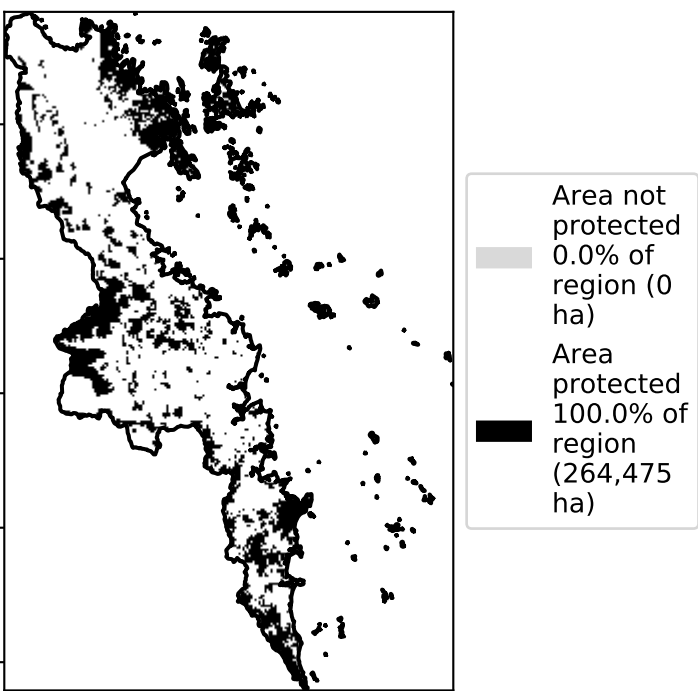 Area not
protected
0.0% of
region (0
ha)
Area
protected
100.0% of
region
(264,475
ha)